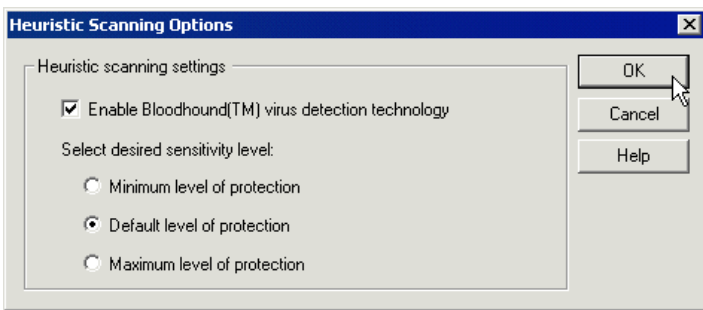 Heuristic Scanning Options
Heuristic scanning settings
Enable Bloodhound(TM) virus detection technology
Select desired sensitivity level:
Minimum level of protection
Default level of protection
Maximum level of protection
OK
Cancel
Help